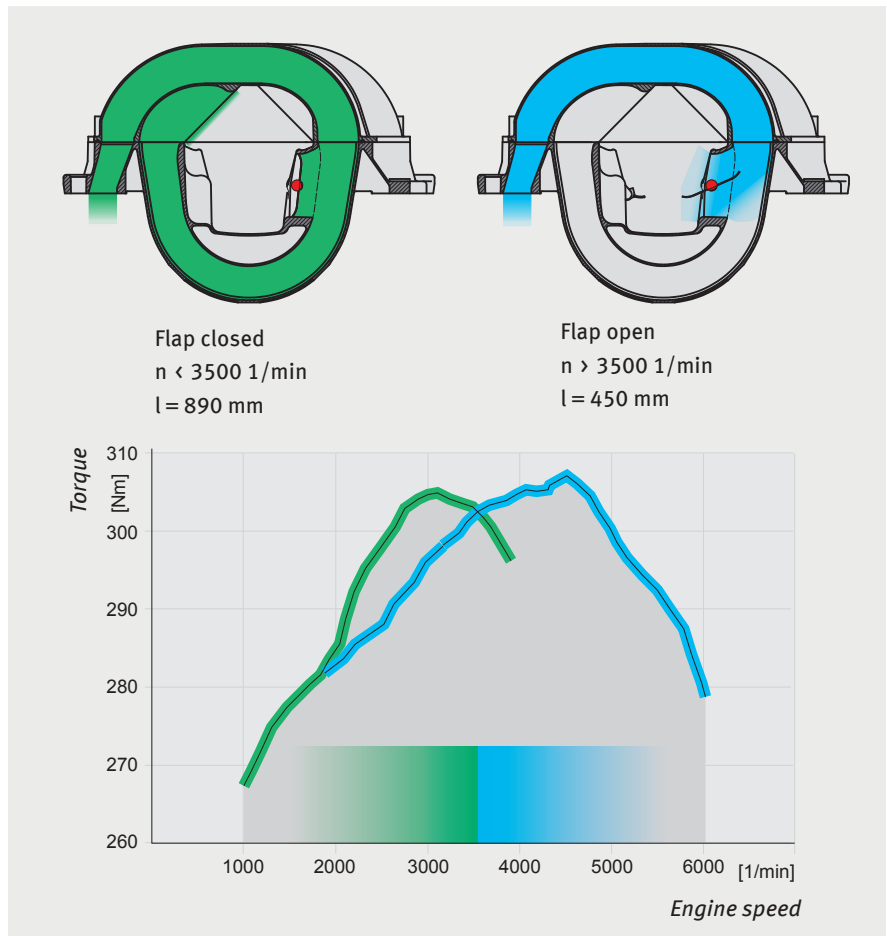 Flap closed
n < 3500 1/min
l = 890 mm
Flap open
n > 3500 1/min
l = 450 mm
Torque
[Nm]
310
300
290
280
270
260
1000 2000 3000 4000 5000 6000 [1/min]
Engine speed